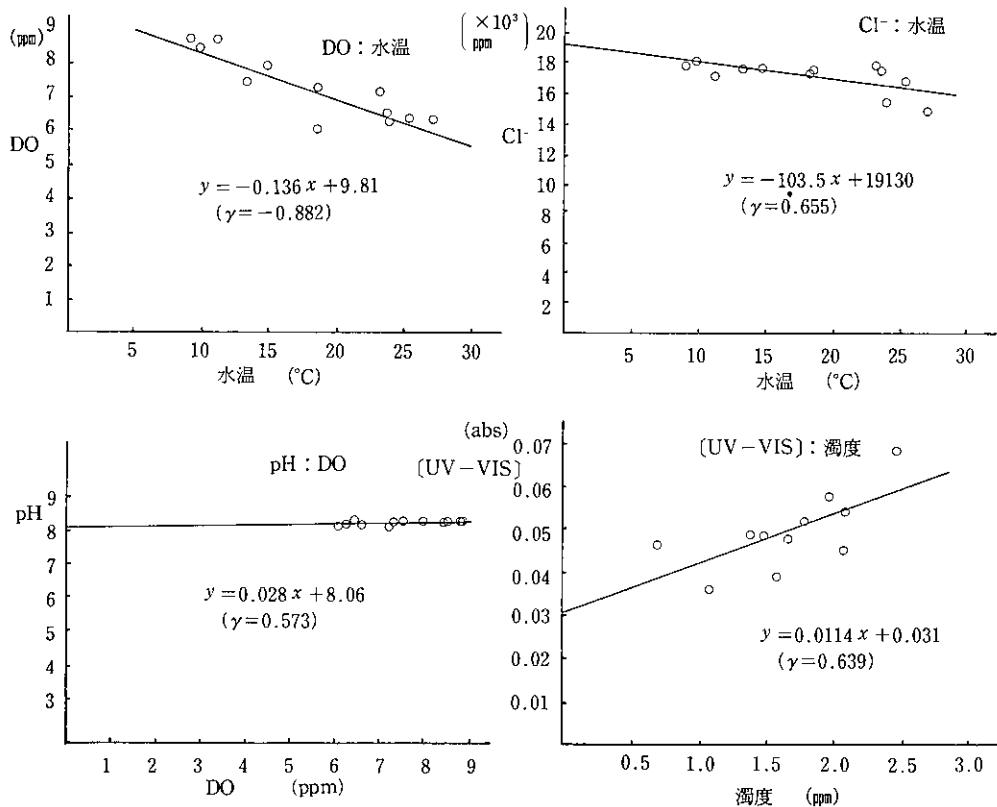 (ppm)
DO
9
8
7
6
5
4
3
2
1
DO：水温
y＝−0.136x＋9.81
(γ＝−0.882)
5 10 15 20 25 30
水温 (℃)
(×10³ ppm)
Cl⁻
20
18
16
14
12
10
8
6
4
2
Cl⁻：水温
y＝−103.5x＋19130
(γ＝0.655)
5 10 15 20 25 30
水温 (℃)
pH
9
8
7
6
5
4
3
pH：DO
y＝0.028x＋8.06
(γ＝0.573)
1 2 3 4 5 6 7 8 9
DO (ppm)
(abs)
〔UV−VIS〕
0.07
0.06
0.05
0.04
0.03
0.02
0.01
〔UV−VIS〕：濁度
y＝0.0114x＋0.031
(γ＝0.639)
0.5 1.0 1.5 2.0 2.5 3.0
濁度 (ppm)